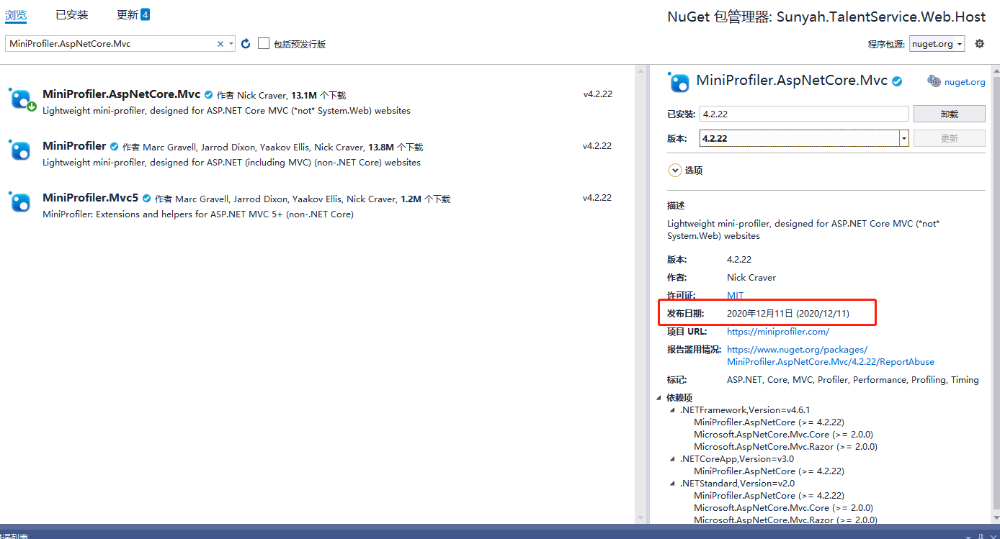 浏览 已安装 更新 4
NuGet 包管理器: Sunyah.TalentService.Web.Host
MiniProfiler.AspNetCore.Mvc
包括预发行版
程序包源: nuget.org
MiniProfiler.AspNetCore.Mvc 作者 Nick Craver, 13.1M 个下载 v4.2.22
Lightweight mini-profiler, designed for ASP.NET Core MVC (*not* System.Web) websites
MiniProfiler 作者 Marc Gravell, Jarrod Dixon, Yaakov Ellis, Nick Craver, 13.8M 个下载 v4.2.22
Lightweight mini-profiler, designed for ASP.NET (including MVC) (non-.NET Core) websites
MiniProfiler.Mvc5 作者 Marc Gravell, Jarrod Dixon, Yaakov Ellis, Nick Craver, 1.2M 个下载 v4.2.22
MiniProfiler: Extensions and helpers for ASP.NET MVC 5+ (non-.NET Core)
MiniProfiler.AspNetCore.Mvc nuget.org
已安装: 4.2.22 卸载
版本: 4.2.22 更新
选项
描述
Lightweight mini-profiler, designed for ASP.NET Core MVC (*not*
System.Web) websites
版本: 4.2.22
作者: Nick Craver
许可证: MIT
发布日期: 2020年12月11日 (2020/12/11)
项目 URL: https://miniprofiler.com/
报告滥用情况: https://www.nuget.org/packages/
MiniProfiler.AspNetCore.Mvc/4.2.22/ReportAbuse
标记: ASP.NET, Core, MVC, Profiler, Performance, Profiling, Timing
依赖项
.NETFramework,Version=v4.6.1
MiniProfiler.AspNetCore (>= 4.2.22)
Microsoft.AspNetCore.Mvc.Core (>= 2.0.0)
Microsoft.AspNetCore.Mvc.Razor (>= 2.0.0)
.NETCoreApp,Version=v3.0
MiniProfiler.AspNetCore (>= 4.2.22)
.NETStandard,Version=v2.0
MiniProfiler.AspNetCore (>= 4.2.22)
Microsoft.AspNetCore.Mvc.Core (>= 2.0.0)
Microsoft.AspNetCore.Mvc.Razor (>= 2.0.0)
误列表